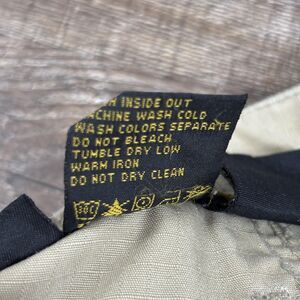 H INSIDE OUT
ACHINE WASH COLD
WASH COLORS SEPARATE
DO NOT BLEACH
TUMBLE DRY LOW
WARM IRON
DO NOT DRY CLEAN
30C